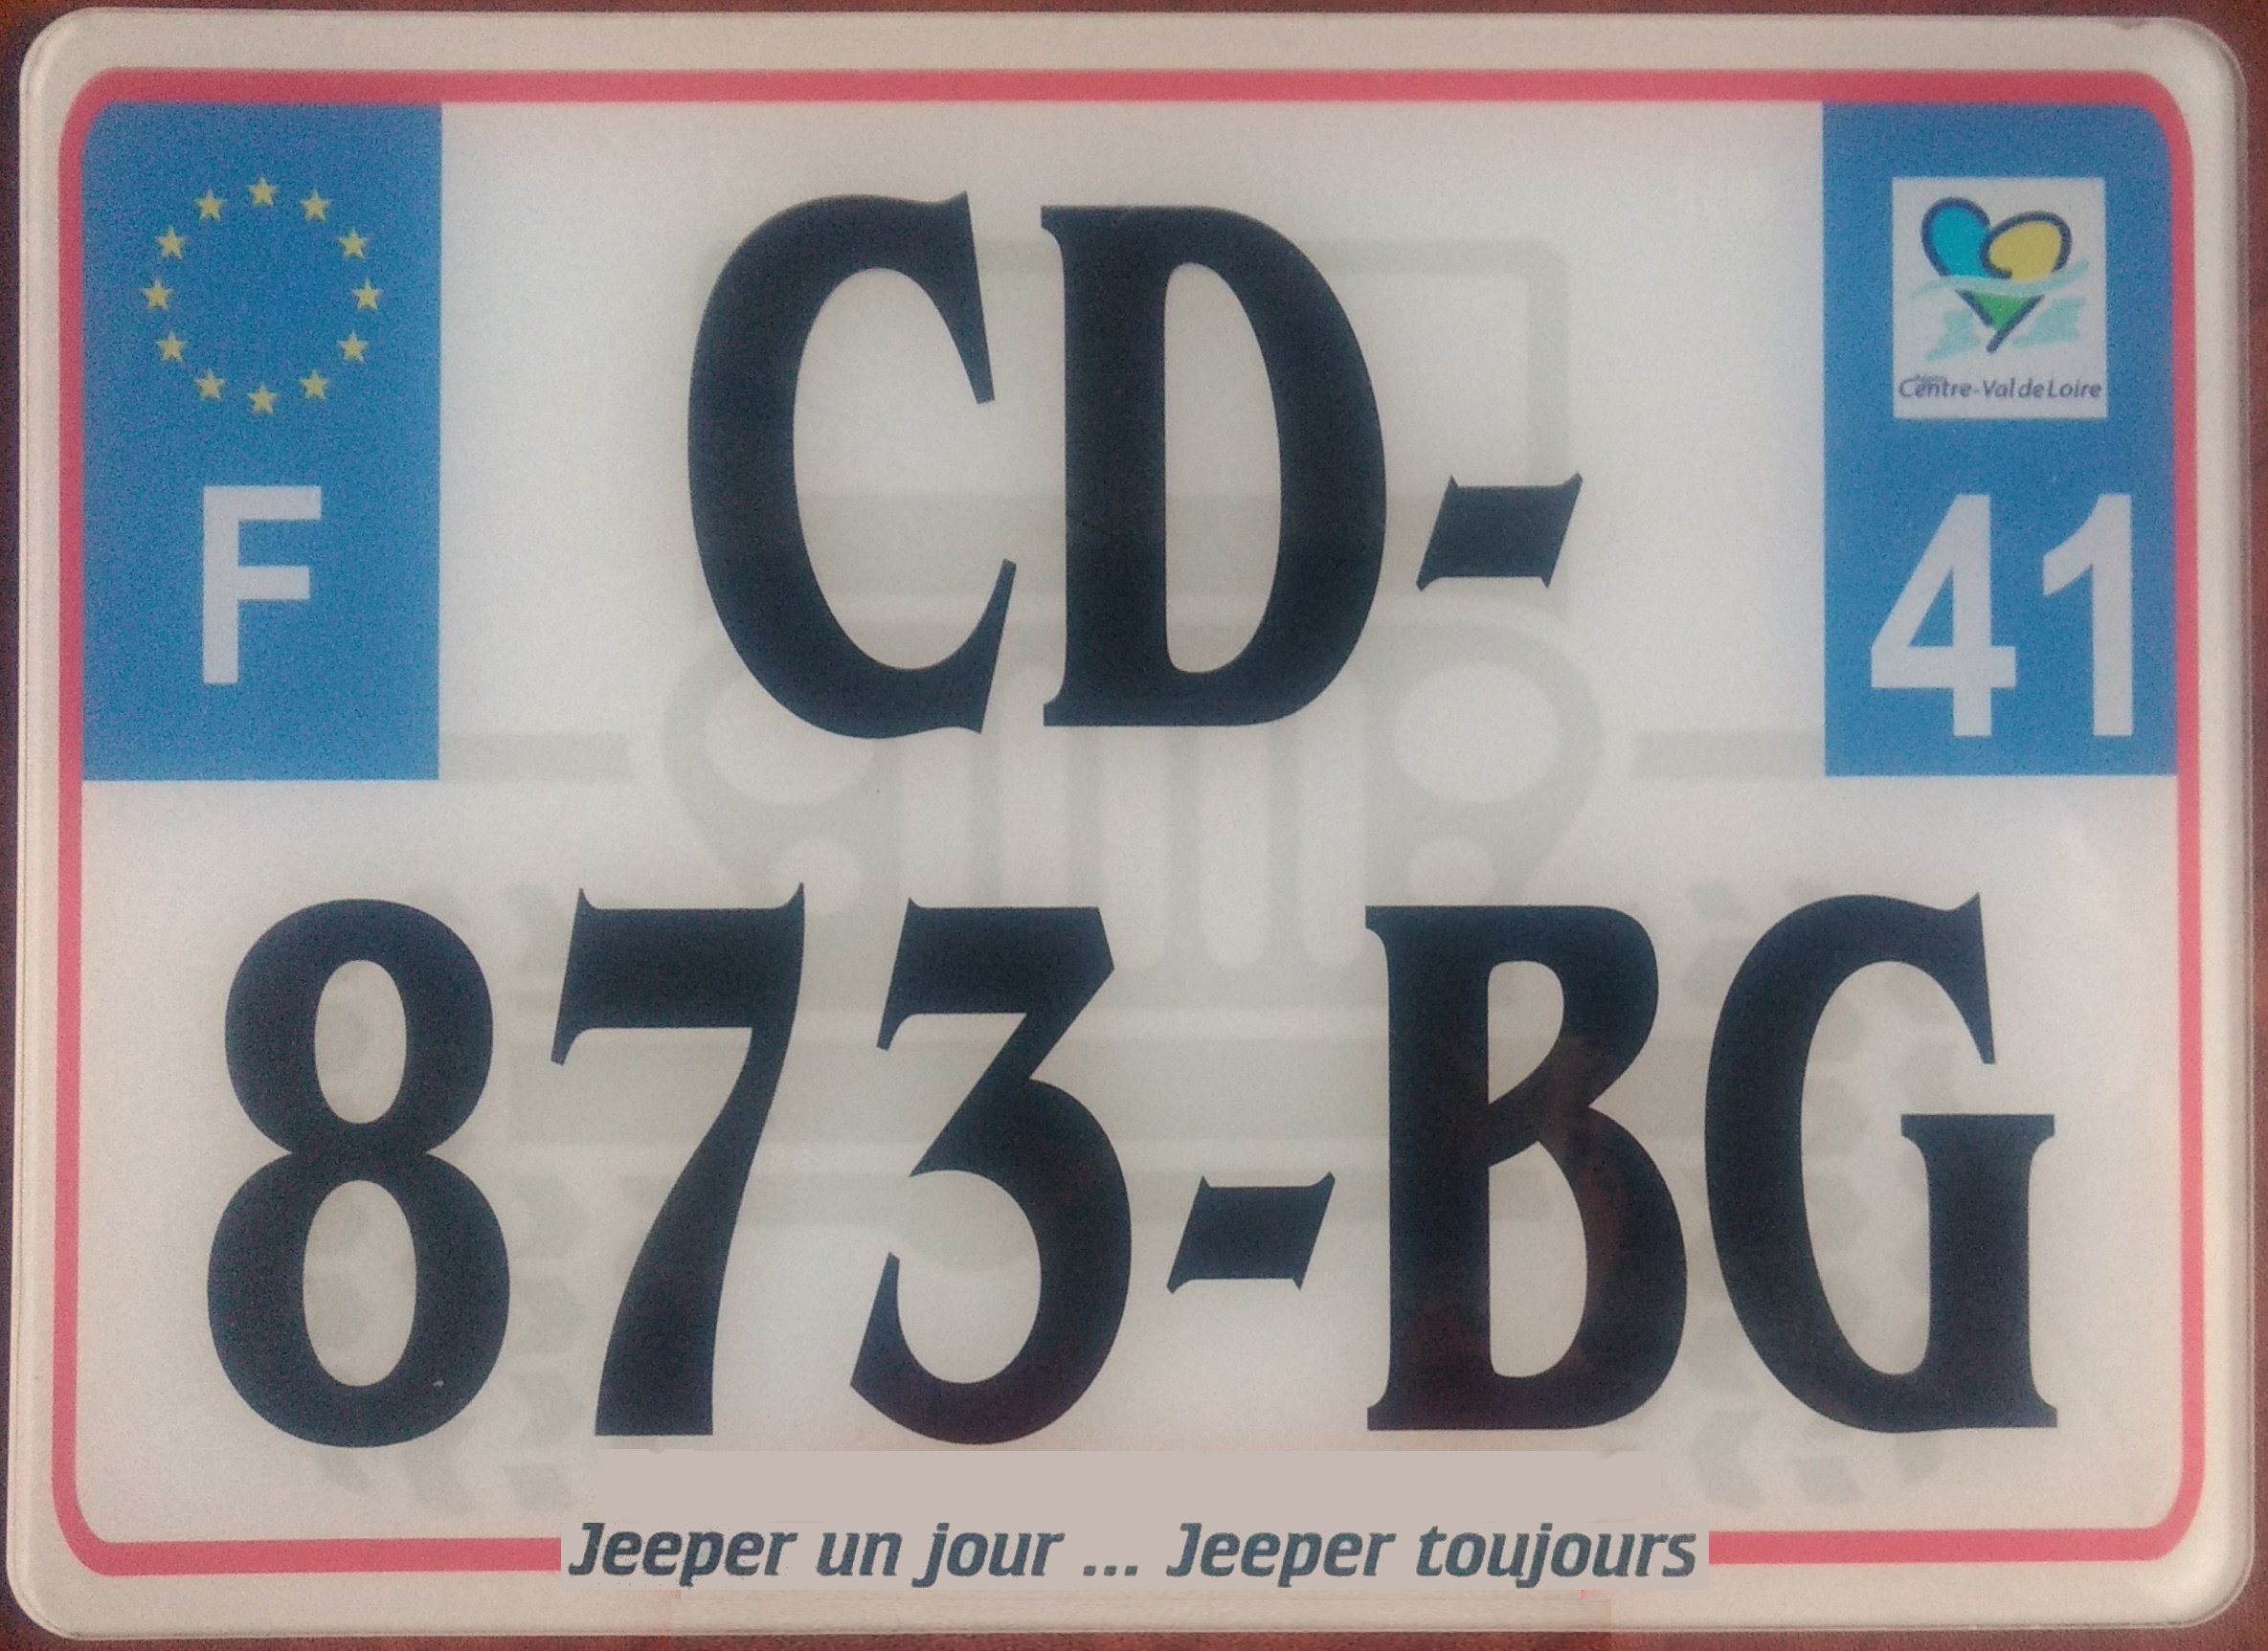 CD-
F
Centre-Val de Loire
41
873-BG
Jeeper un jour ... Jeeper toujours